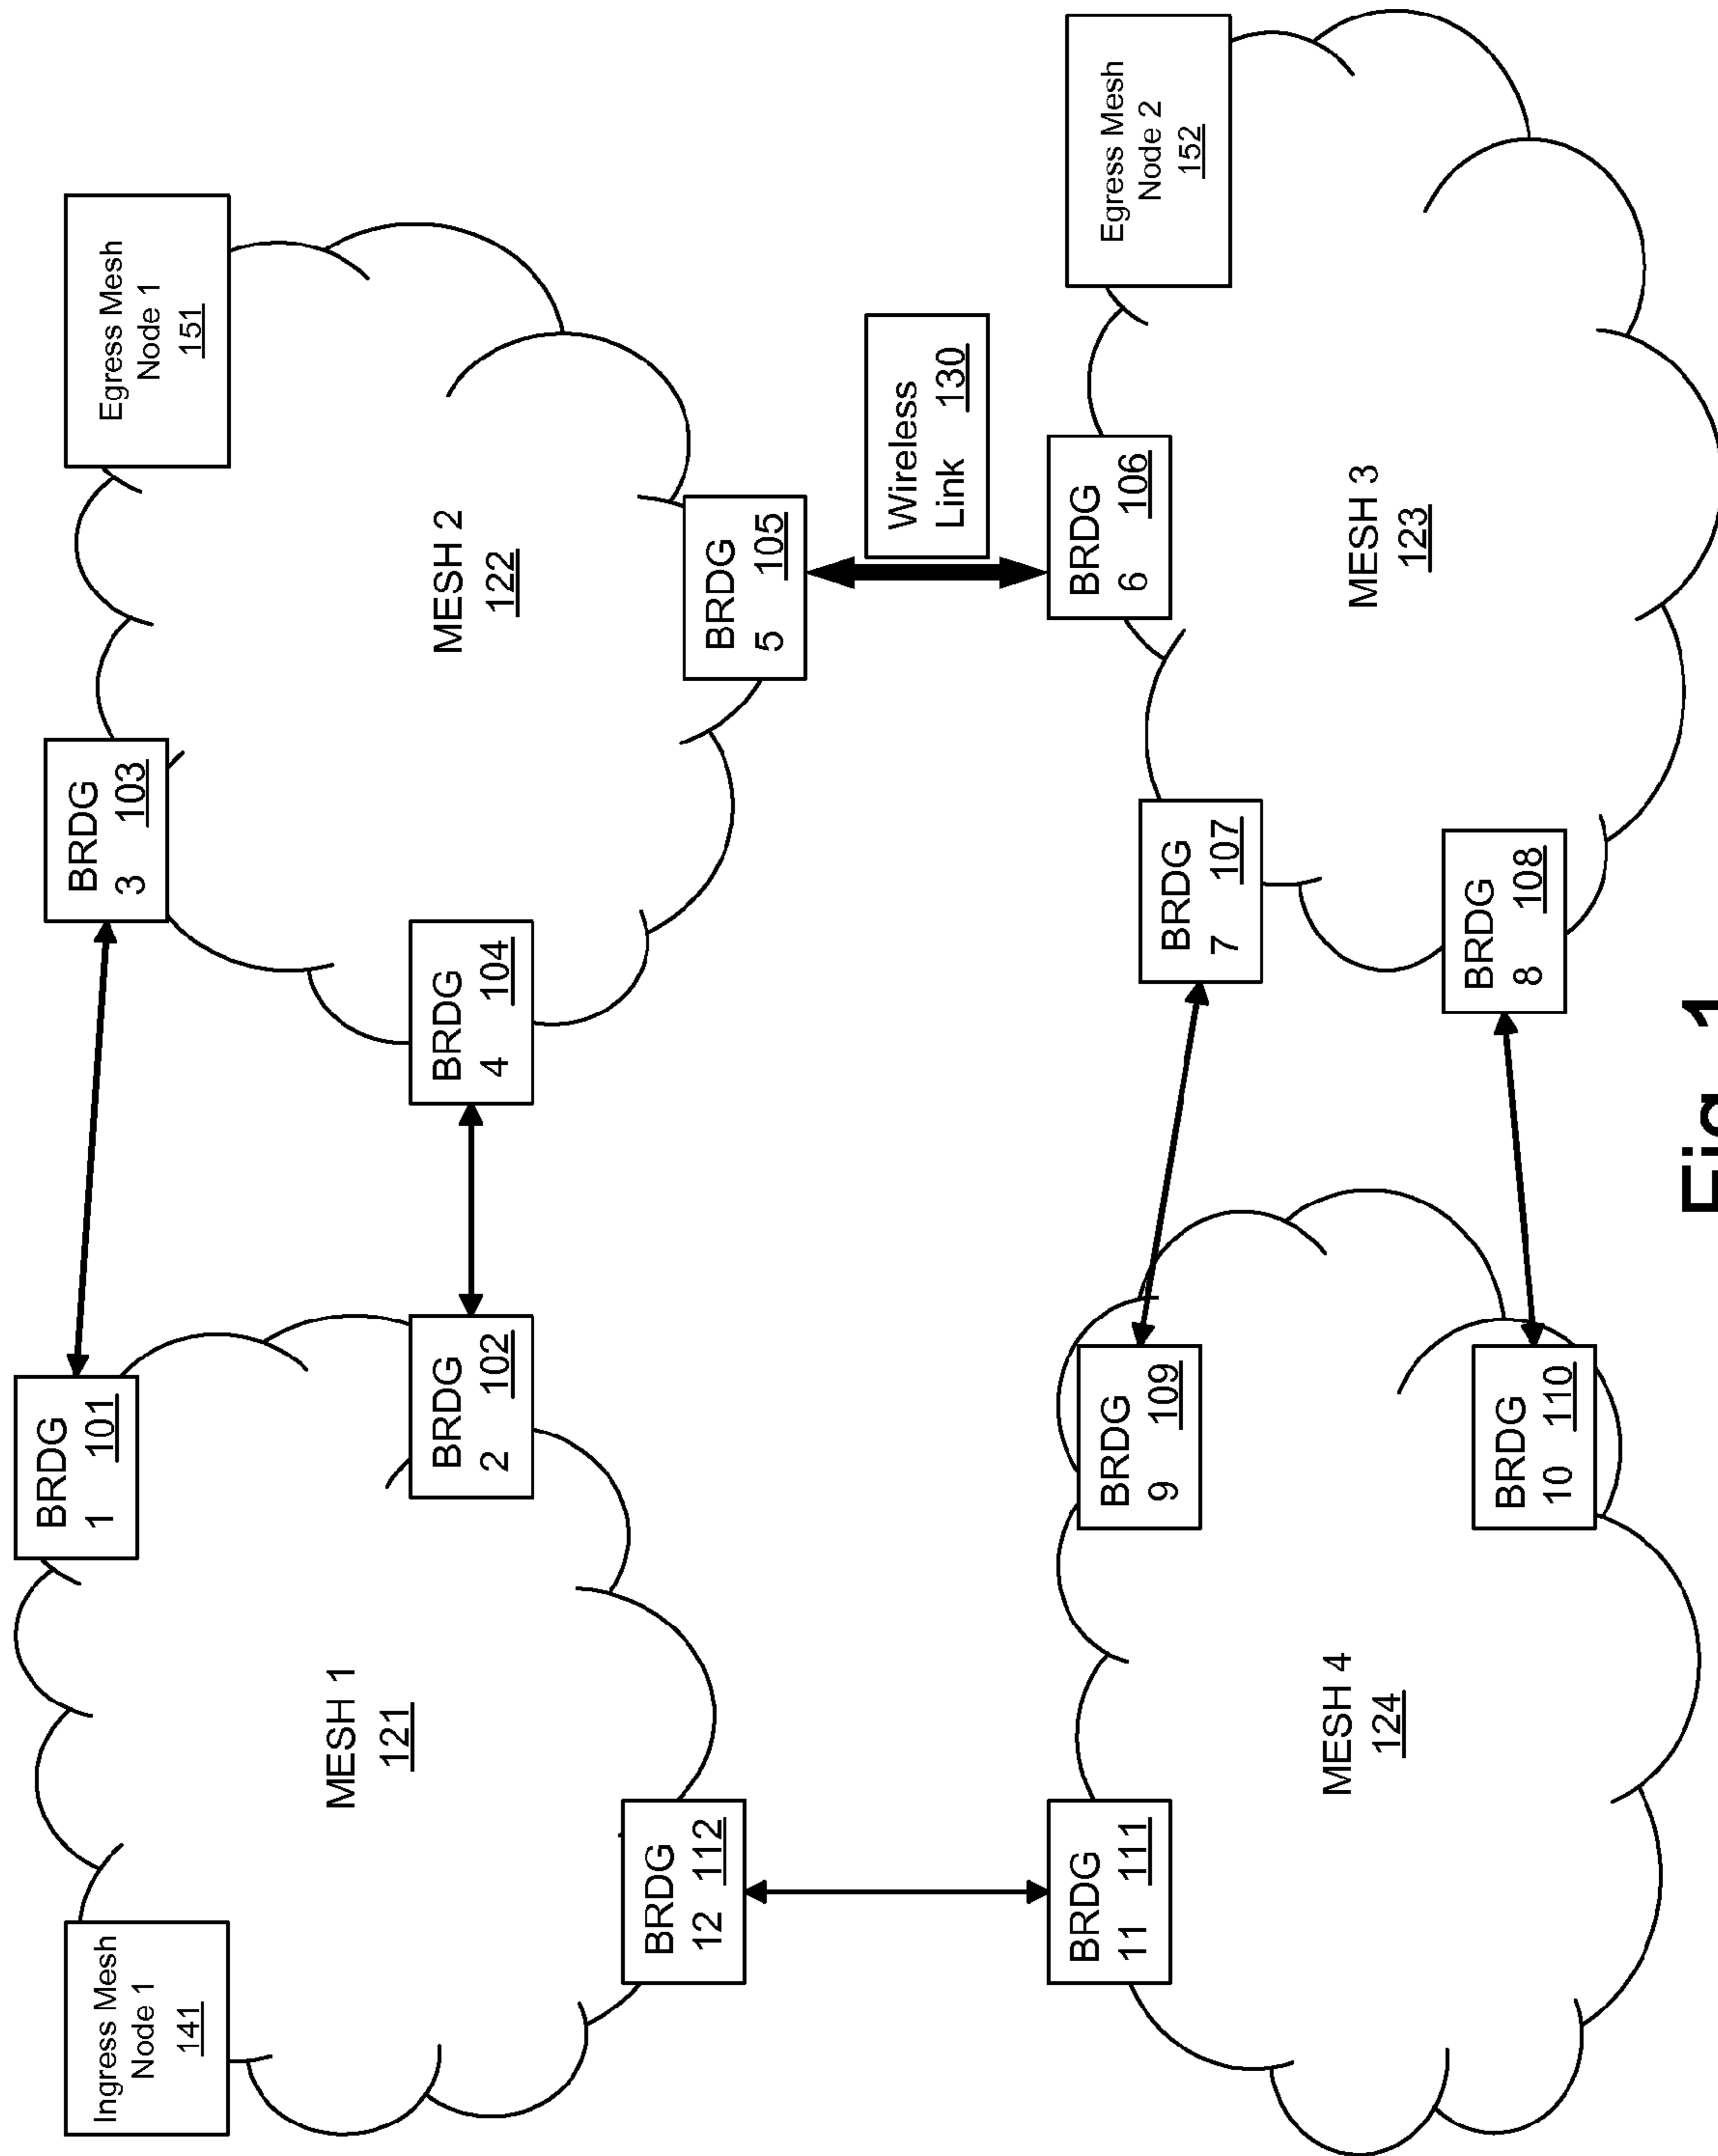 Ingress Mesh
Node 1
141
BRDG
1 101
BRDG
3 103
Egress Mesh
Node 1
151
MESH 1
121
BRDG
2 102
BRDG
4 104
MESH 2
122
BRDG
12 112
BRDG
5 105
Wireless
Link 130
BRDG
11 111
BRDG
9 109
BRDG
7 107
BRDG
6 106
Egress Mesh
Node 2
152
MESH 4
124
MESH 3
123
BRDG
10 110
BRDG
8 108
Fig. 1